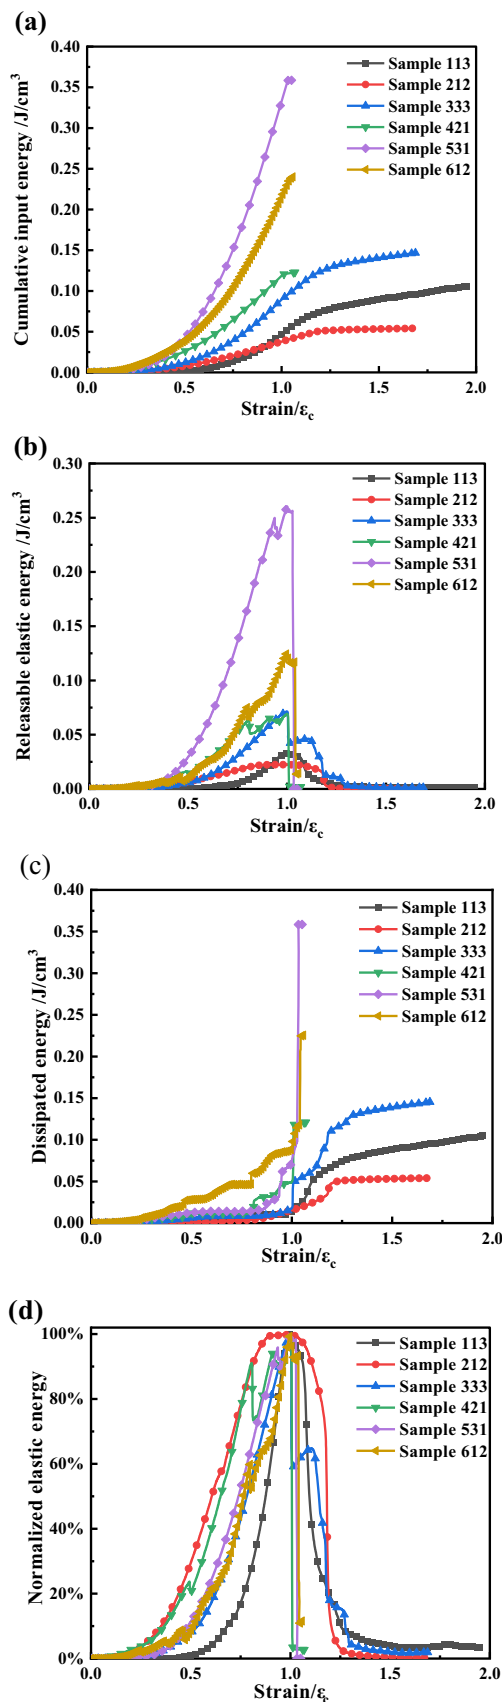 (a)
0.40
0.35
0.30
0.25
0.20
0.15
0.10
0.05
0.00
Cumulative input energy /J/cm³
Sample 113
Sample 212
Sample 333
Sample 421
Sample 531
Sample 612
0.0 0.5 1.0 1.5 2.0
Strain/εc
(b)
0.30
0.25
0.20
0.15
0.10
0.05
0.00
Releasable elastic energy /J/cm³
Sample 113
Sample 212
Sample 333
Sample 421
Sample 531
Sample 612
0.0 0.5 1.0 1.5 2.0
Strain/εc
(c)
0.40
0.35
0.30
0.25
0.20
0.15
0.10
0.05
0.00
Dissipated energy /J/cm³
Sample 113
Sample 212
Sample 333
Sample 421
Sample 531
Sample 612
0.0 0.5 1.0 1.5 2.0
Strain/εc
(d)
100%
80%
60%
40%
20%
0%
Normalized elastic energy
Sample 113
Sample 212
Sample 333
Sample 421
Sample 531
Sample 612
0.0 0.5 1.0 1.5 2.0
Strain/εc